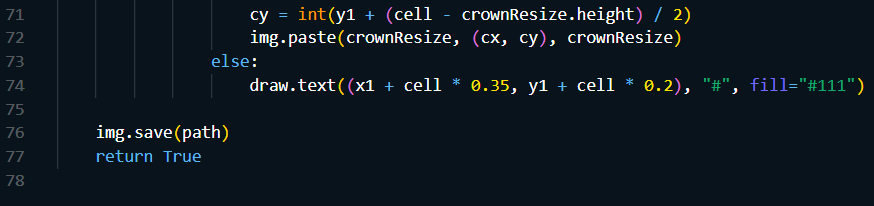 71 cy = int(y1 + (cell - crownResize.height) / 2)
72 img.paste(crownResize, (cx, cy), crownResize)
73 else:
74 draw.text((x1 + cell * 0.35, y1 + cell * 0.2), "#", fill="#111")
75
76 img.save(path)
77 return True
78